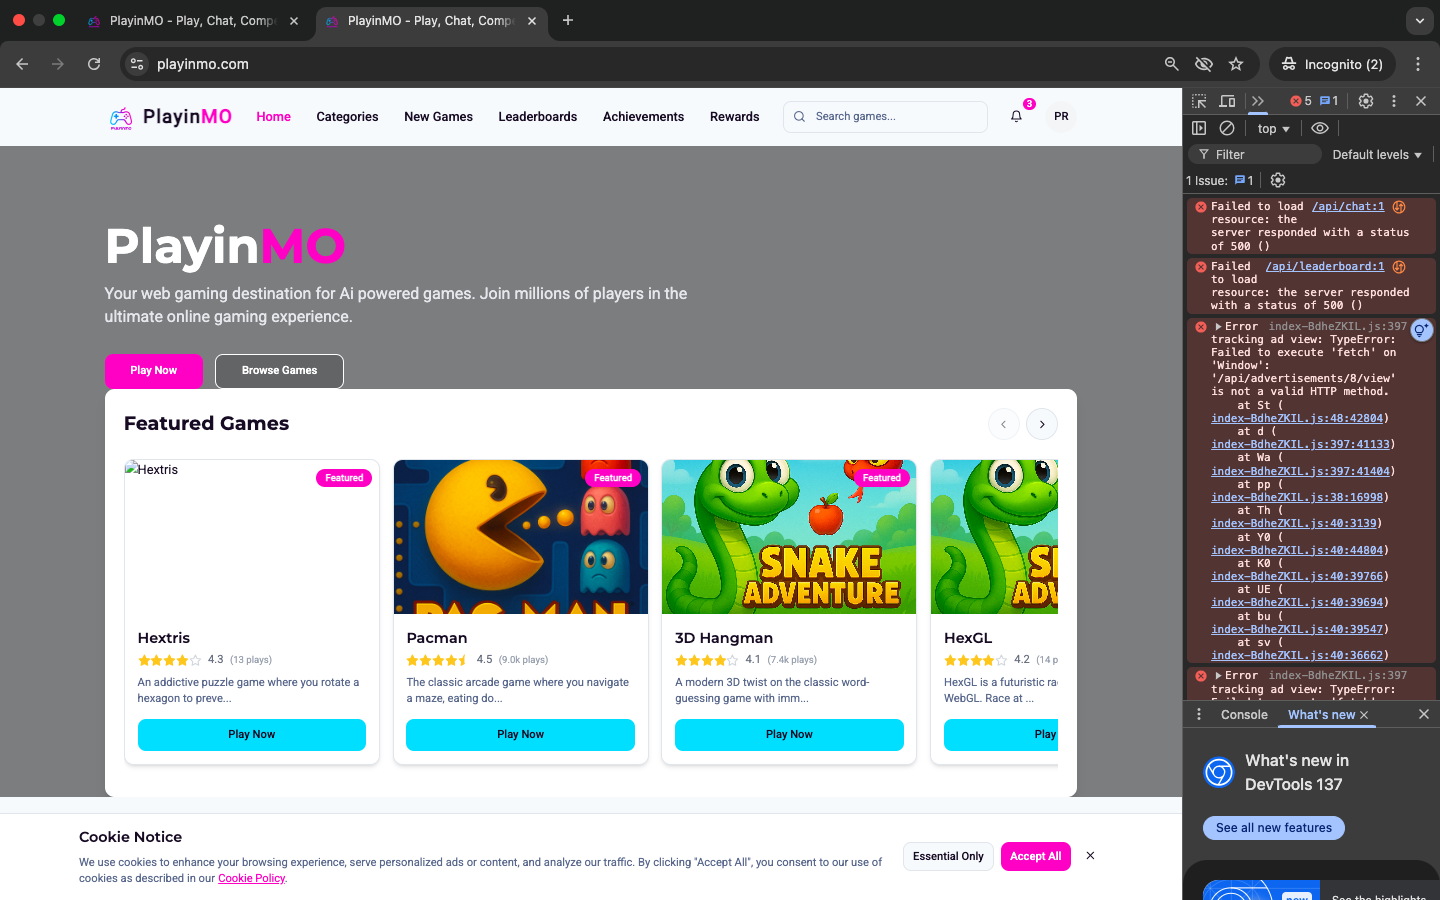 PlayinMO - Play, Chat, Comp
PlayinMO - Play, Chat, Comp
playinmo.com
Incognito (2)
PlayinMO
Home
Categories
New Games
Leaderboards
Achievements
Rewards
Search games...
3
PR
PlayinMO
Your web gaming destination for Ai powered games. Join millions of players in the
ultimate online gaming experience.
Play Now
Browse Games
Featured Games
Hextris
Featured
Hextris
4.3 (13 plays)
An addictive puzzle game where you rotate a
hexagon to preve...
Play Now
Featured
PAC-MAN
Pacman
4.5 (9.0k plays)
The classic arcade game where you navigate
a maze, eating do...
Play Now
Featured
SNAKE
ADVENTURE
3D Hangman
4.1 (7.4k plays)
A modern 3D twist on the classic word-
guessing game with imm...
Play Now
HexGL
4.2 (14 p
HexGL is a futuristic ra
WebGL. Race at ...
Play
Cookie Notice
We use cookies to enhance your browsing experience, serve personalized ads or content, and analyze our traffic. By clicking "Accept All", you consent to our use of
cookies as described in our Cookie Policy.
Essential Only
Accept All
5
1
top
Filter
Default levels
1 Issue: 1
Failed to load /api/chat:1
resource: the
server responded with a status
of 500 ()
Failed /api/leaderboard:1
to load
resource: the server responded
with a status of 500 ()
Error index-BdheZKIL.js:397
tracking ad view: TypeError:
Failed to execute 'fetch' on
'Window':
'/api/advertisements/8/view'
is not a valid HTTP method.
at St (
index-BdheZKIL.js:48:42804)
at d (
index-BdheZKIL.js:397:41133)
at Wa (
index-BdheZKIL.js:397:41404)
at pp (
index-BdheZKIL.js:38:16998)
at Th (
index-BdheZKIL.js:40:3139)
at Y0 (
index-BdheZKIL.js:40:44804)
at K0 (
index-BdheZKIL.js:40:39766)
at UE (
index-BdheZKIL.js:40:39694)
at bu (
index-BdheZKIL.js:40:39547)
at sv (
index-BdheZKIL.js:40:36662)
Error index-BdheZKIL.js:397
tracking ad view: TypeError:
Console
What's new
What's new in
DevTools 137
See all new features
new
See the highlights